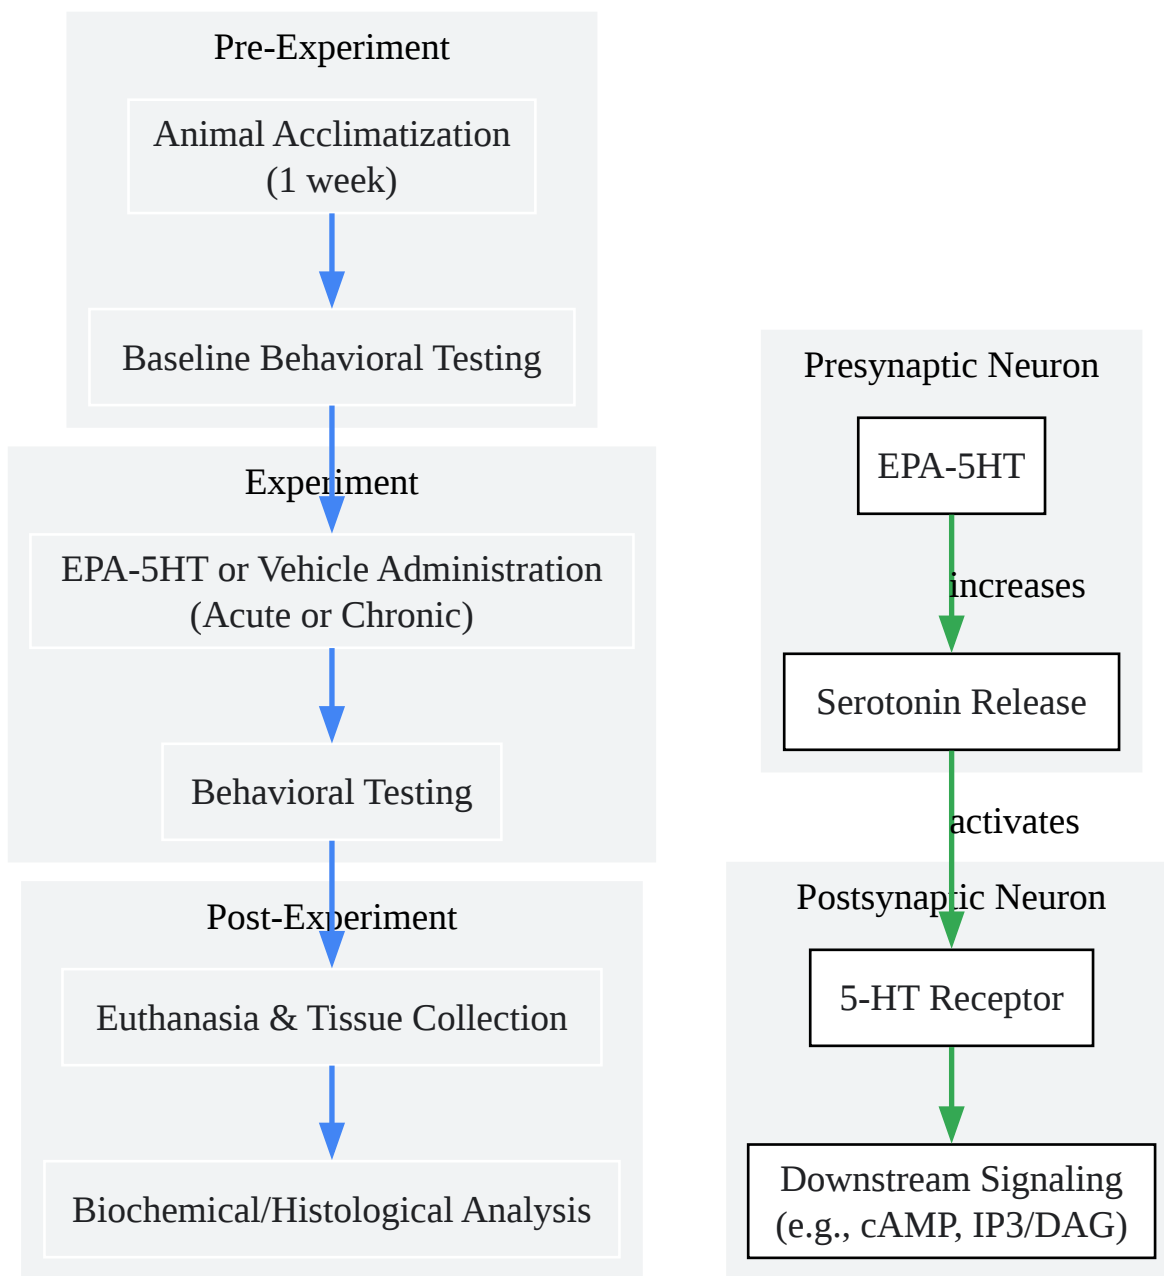 Pre-Experiment
Animal Acclimatization
(1 week)
Baseline Behavioral Testing
Experiment
EPA-5HT or Vehicle Administration
(Acute or Chronic)
Behavioral Testing
Post-Experiment
Euthanasia & Tissue Collection
Biochemical/Histological Analysis
Presynaptic Neuron
EPA-5HT
increases
Serotonin Release
activates
Postsynaptic Neuron
5-HT Receptor
Downstream Signaling
(e.g., cAMP, IP3/DAG)